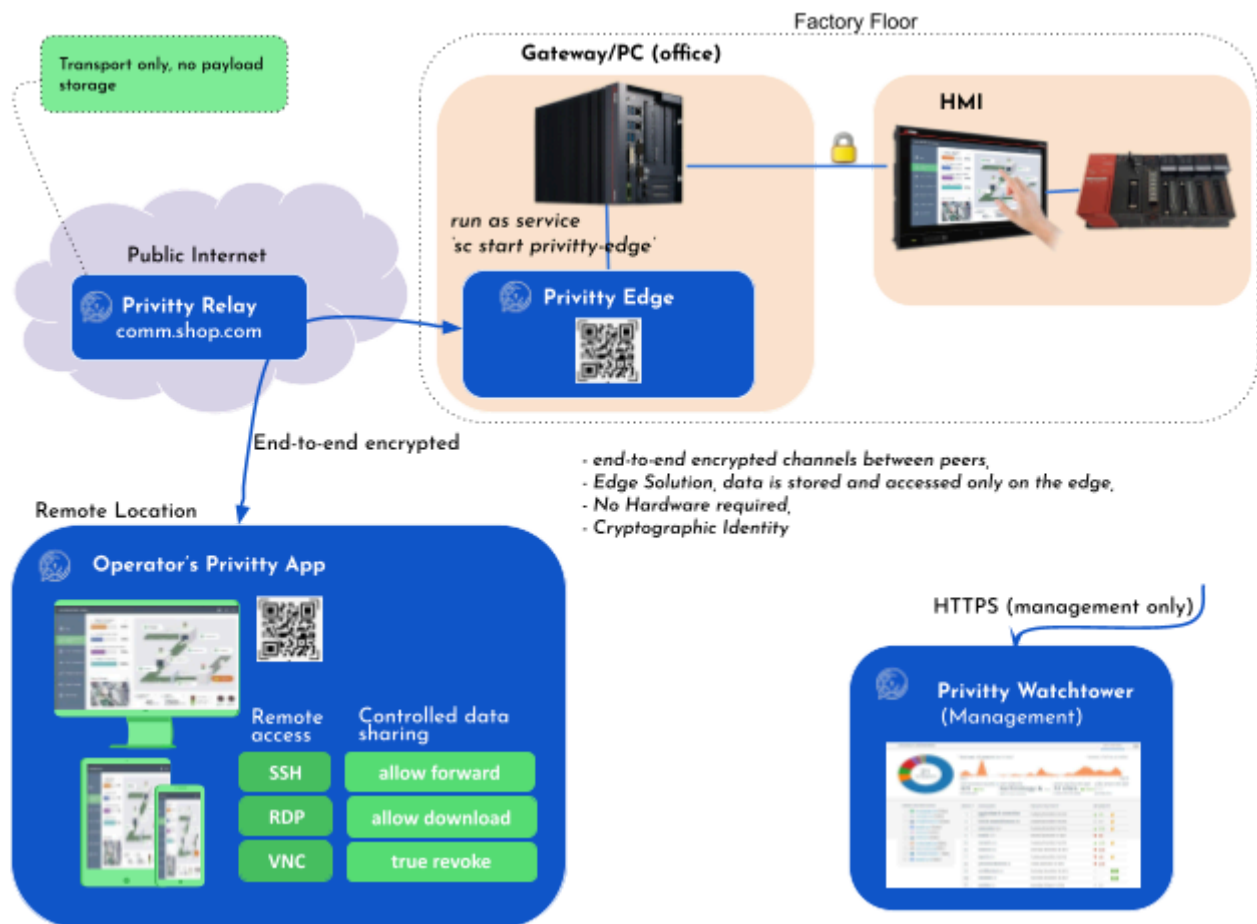 Factory Floor
Gateway/PC (office)
Transport only, no payload
storage
HMI
run as service
'sc start privitty-edge'
Public Internet
Privitty Relay
comm.shop.com
Privitty Edge
End-to-end encrypted
- end-to-end encrypted channels between peers,
- Edge Solution, data is stored and accessed only on the edge,
- No Hardware required,
- Cryptographic Identity
Remote Location
Operator's Privitty App
Remote
access
Controlled data
sharing
SSH
allow forward
RDP
allow download
VNC
true revoke
HTTPS (management only)
Privitty Watchtower
(Management)